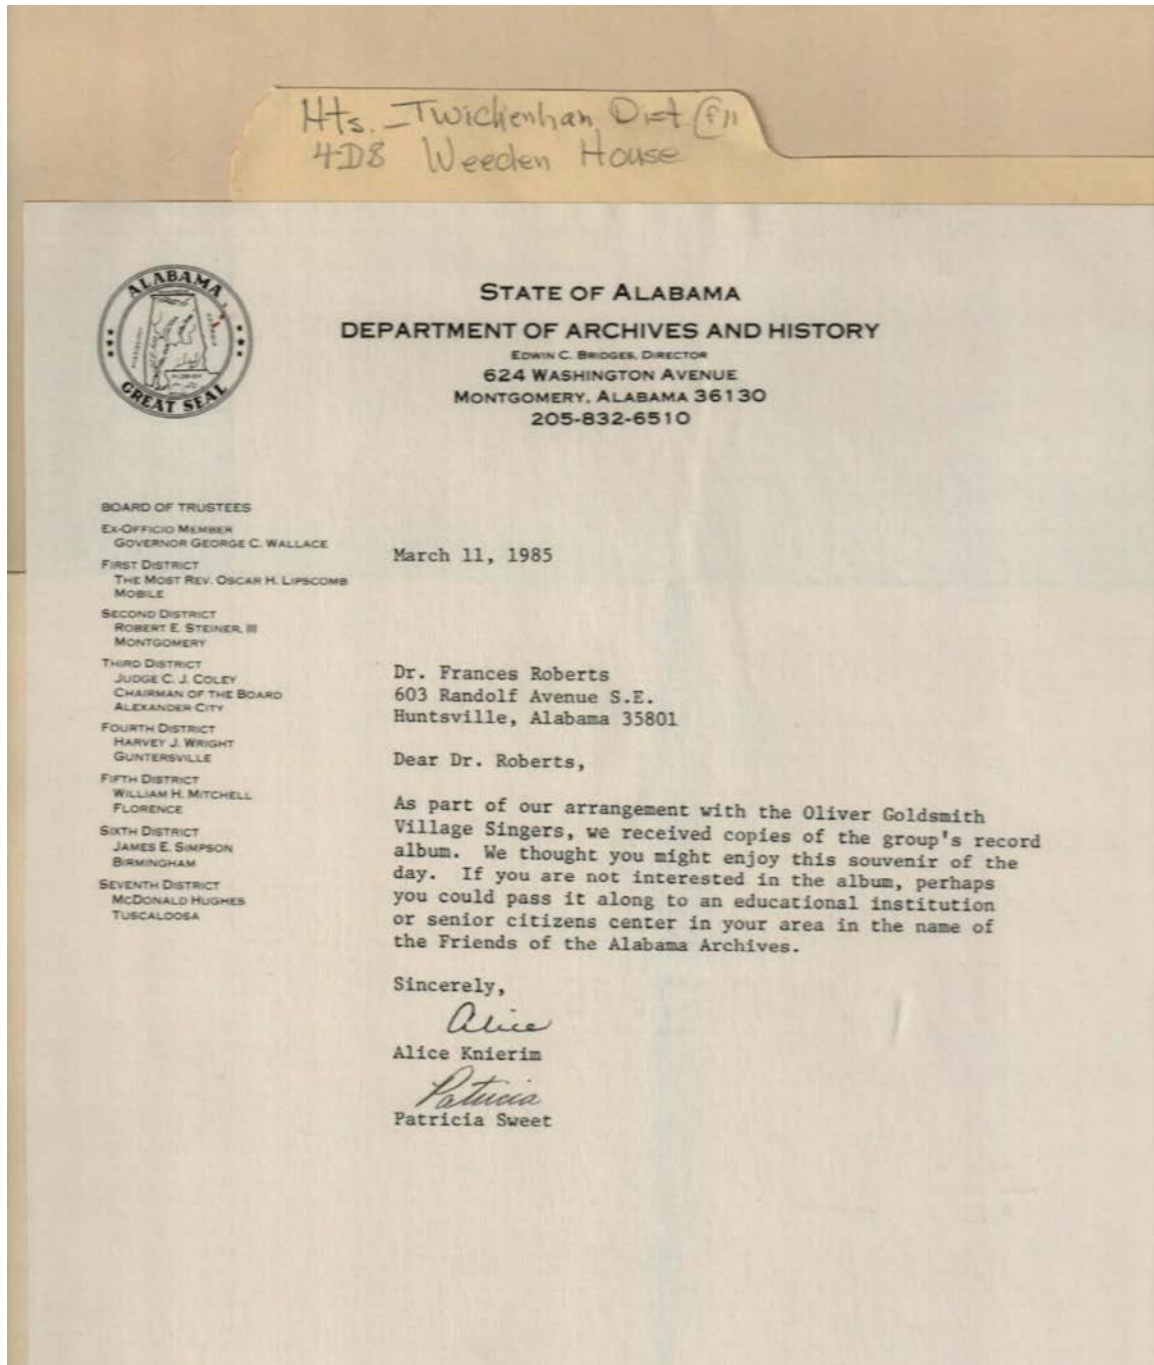 Hts. - Twickenhan Dist.
4D8 Weeden House
ALABAMA
GREAT SEAL
STATE OF ALABAMA
DEPARTMENT OF ARCHIVES AND HISTORY
EDWIN C. BRIDGES, DIRECTOR
624 WASHINGTON AVENUE
MONTGOMERY, ALABAMA 36130
205-832-6510
BOARD OF TRUSTEES
EX-OFFICIO MEMBER
GOVERNOR GEORGE C. WALLACE
FIRST DISTRICT
THE MOST REV. OSCAR H. LIPSCOMB
MOBILE
SECOND DISTRICT
ROBERT E. STEINER, III
MONTGOMERY
THIRD DISTRICT
JUDGE C. J. COLEY
CHAIRMAN OF THE BOARD
ALEXANDER CITY
FOURTH DISTRICT
HARVEY J. WRIGHT
GUNTERSVILLE
FIFTH DISTRICT
WILLIAM H. MITCHELL
FLORENCE
SIXTH DISTRICT
JAMES E. SIMPSON
BIRMINGHAM
SEVENTH DISTRICT
MCDONALD HUGHES
TUSCALOOSA
March 11, 1985
Dr. Frances Roberts
603 Randolf Avenue S.E.
Huntsville, Alabama 35801
Dear Dr. Roberts,
As part of our arrangement with the Oliver Goldsmith
Village Singers, we received copies of the group's record
album. We thought you might enjoy this souvenir of the
day. If you are not interested in the album, perhaps
you could pass it along to an educational institution
or senior citizens center in your area in the name of
the Friends of the Alabama Archives.
Sincerely,
Alice
Alice Knierim
Patricia
Patricia Sweet